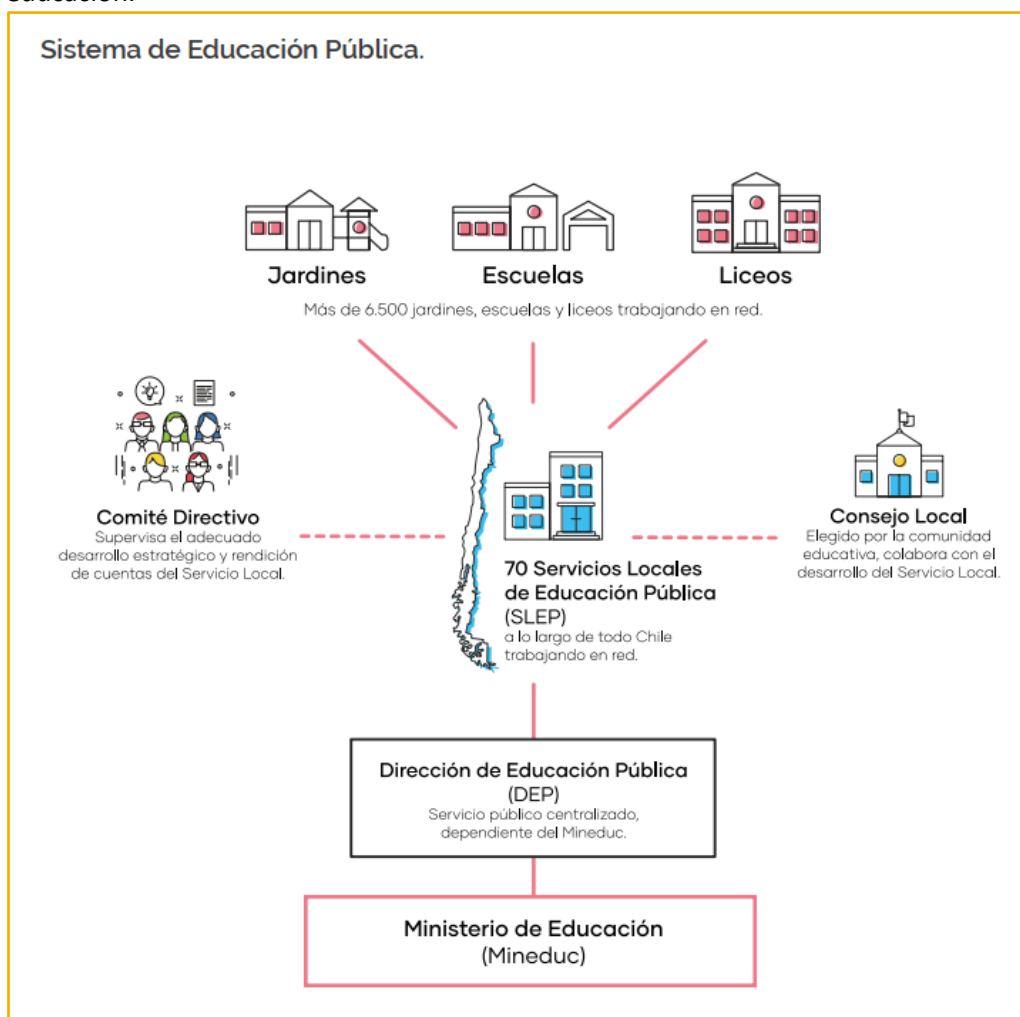 Sistema de Educación Pública.
Jardines
Escuelas
Liceos
Más de 6.500 jardines, escuelas y liceos trabajando en red.
Comité Directivo
Supervisa el adecuado
desarrollo estratégico y rendición
de cuentas del Servicio Local.
70 Servicios Locales
de Educación Pública
(SLEP)
a lo largo de todo Chile
trabajando en red.
Consejo Local
Elegido por la comunidad
educativa, colabora con el
desarrollo del Servicio Local.
Dirección de Educación Pública
(DEP)
Servicio público centralizado,
dependiente del Mineduc.
Ministerio de Educación
(Mineduc)